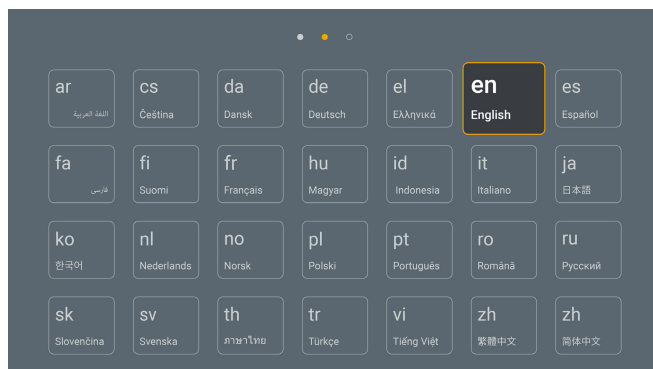 ar
اللغة العربية
cs
Čeština
da
Dansk
de
Deutsch
el
Ελληνικά
en
English
es
Español
fa
فارسی
fi
Suomi
fr
Français
hu
Magyar
id
Indonesia
it
Italiano
ja
日本語
ko
한국어
nl
Nederlands
no
Norsk
pl
Polski
pt
Português
ro
Română
ru
Русский
sk
Slovenčina
sv
Svenska
th
ภาษาไทย
tr
Türkçe
vi
Tiếng Việt
zh
繁體中文
zh
简体中文